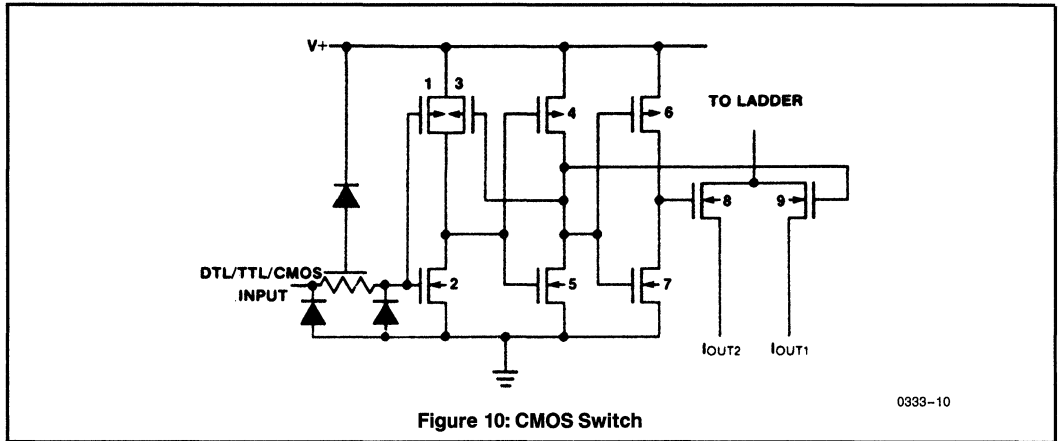 V+
1 3
4
6
TO LADDER
8
9
DTL/TTL/CMOS
INPUT
2
5
7
IOUT2 IOUT1
0333–10
Figure 10: CMOS Switch